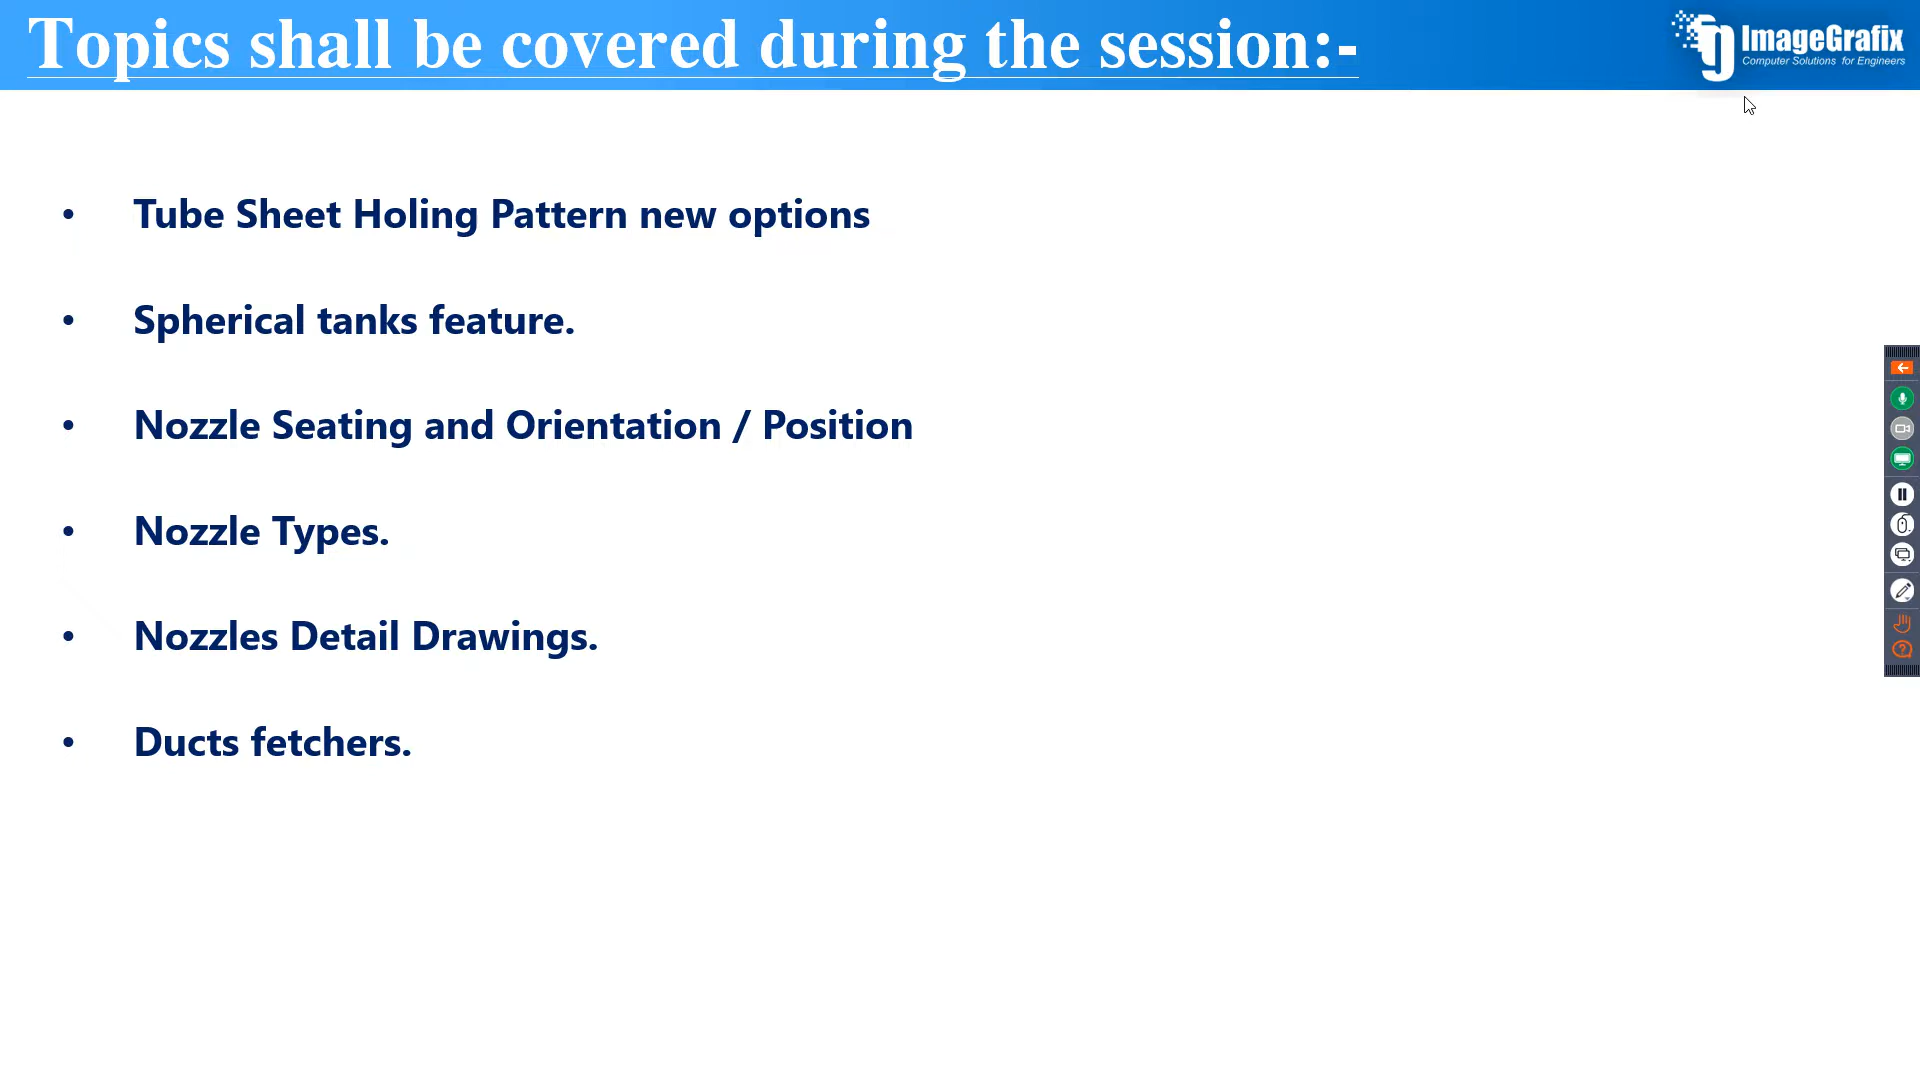 Topics shall be covered during the session:-
ImageGrafix
Computer Solutions for Engineers
• Tube Sheet Holing Pattern new options
• Spherical tanks feature.
• Nozzle Seating and Orientation / Position
• Nozzle Types.
• Nozzles Detail Drawings.
• Ducts fetchers.